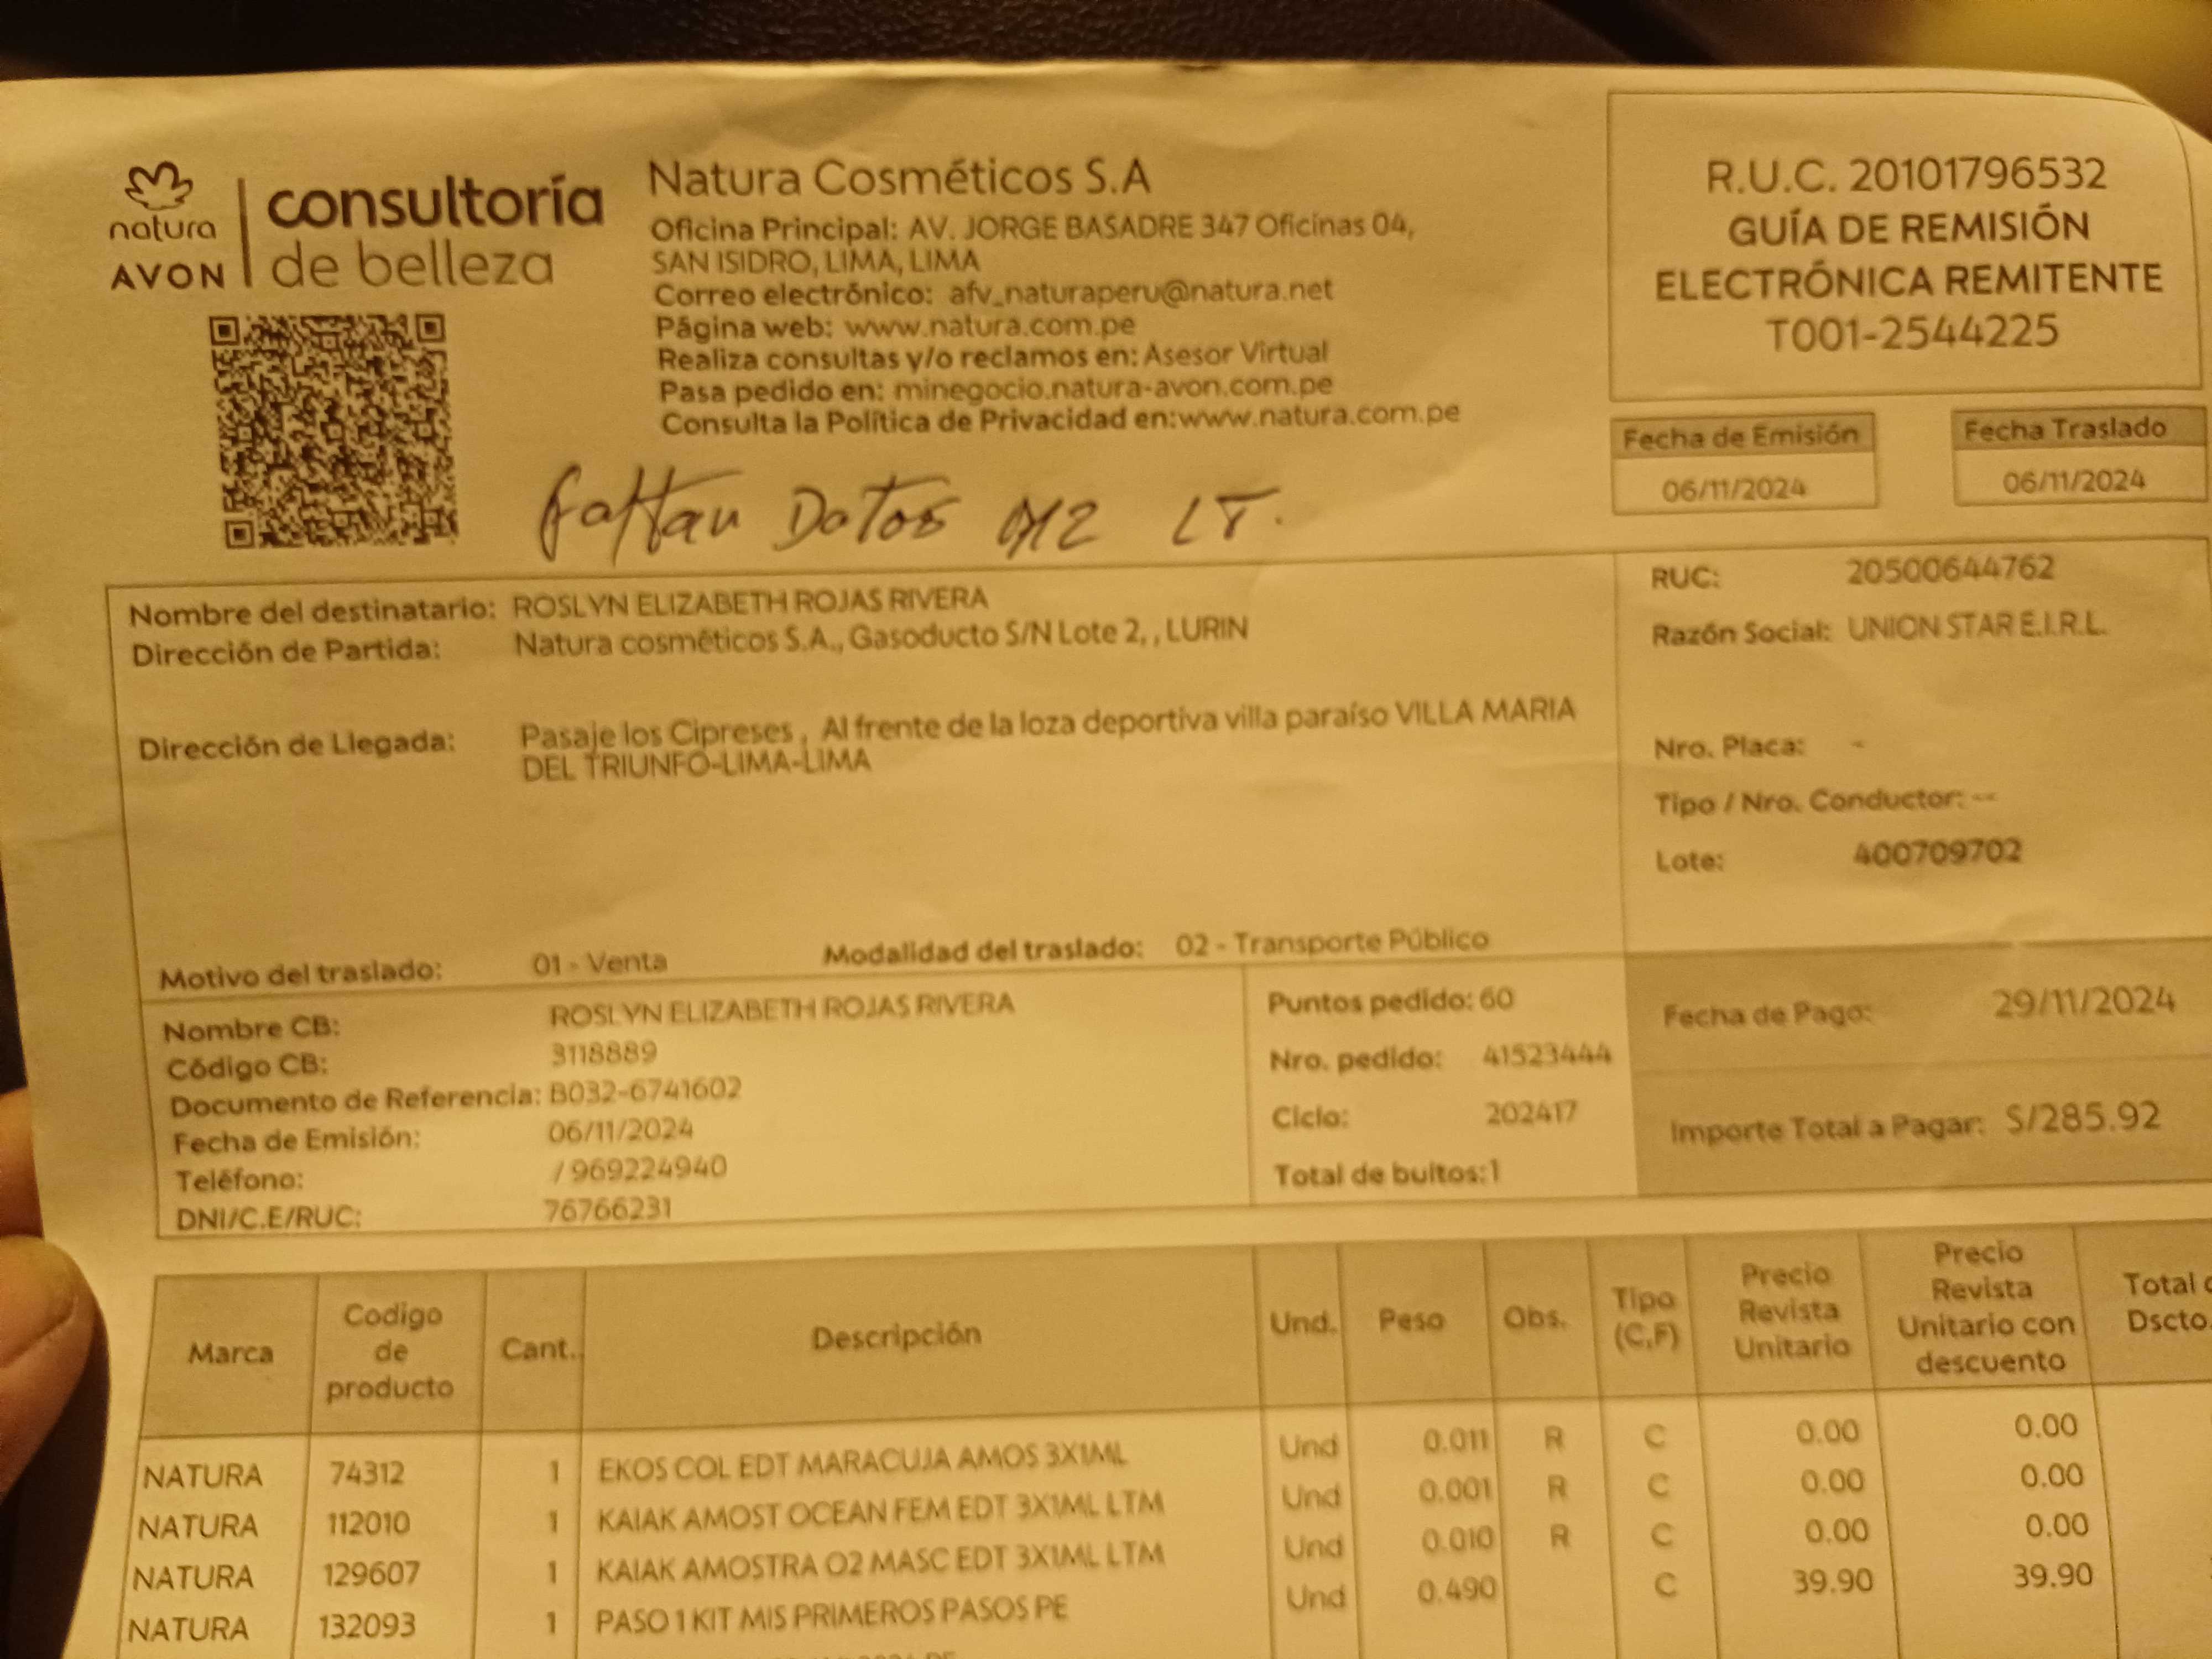 natura
AVON
consultoría
de belleza
Natura Cosméticos S.A
Oficina Principal: AV. JORGE BASADRE 347 Oficinas 04,
SAN ISIDRO, LIMA, LIMA
Correo electrónico: afv_naturaperu@natura.net
Página web: www.natura.com.pe
Realiza consultas y/o reclamos en: Asesor Virtual
Pasa pedido en: minegocio.natura-avon.com.pe
Consulta la Política de Privacidad en:www.natura.com.pe
R.U.C. 20101796532
GUÍA DE REMISIÓN
ELECTRÓNICA REMITENTE
T001-2544225
Fecha de Emisión Fecha Traslado
06/11/2024 06/11/2024
faltan Datos MZ LT.
Nombre del destinatario: ROSLYN ELIZABETH ROJAS RIVERA
Dirección de Partida: Natura cosméticos S.A., Gasoducto S/N Lote 2, , LURIN
Dirección de Llegada: Pasaje los Cipreses , Al frente de la loza deportiva villa paraíso VILLA MARIA
DEL TRIUNFO-LIMA-LIMA
Motivo del traslado: 01 - Venta Modalidad del traslado: 02 - Transporte Público
RUC: 20500644762
Razón Social: UNION STAR E.I.R.L.
Nro. Placa: -
Tipo / Nro. Conductor: --
Lote: 400709702
Nombre CB: ROSLYN ELIZABETH ROJAS RIVERA
Código CB: 3118889
Documento de Referencia: B032-6741602
Fecha de Emisión: 06/11/2024
Teléfono: / 969224940
DNI/C.E/RUC: 76766231
Puntos pedido: 60
Nro. pedido: 41523444
Ciclo: 202417
Total de bultos:1
Fecha de Pago: 29/11/2024
Importe Total a Pagar: S/285.92
Marca Codigo de producto Cant. Descripción Und. Peso Obs. Tipo (C,F) Precio Revista Unitario Precio Revista Unitario con descuento Total Dscto.
NATURA 74312 1 EKOS COL EDT MARACUJA AMOS 3X1ML Und 0.011 R C 0.00 0.00
NATURA 112010 1 KAIAK AMOST OCEAN FEM EDT 3X1ML LTM Und 0.001 R C 0.00 0.00
NATURA 129607 1 KAIAK AMOSTRA O2 MASC EDT 3X1ML LTM Und 0.010 R C 0.00 0.00
NATURA 132093 1 PASO 1 KIT MIS PRIMEROS PASOS PE Und 0.490 C 39.90 39.90